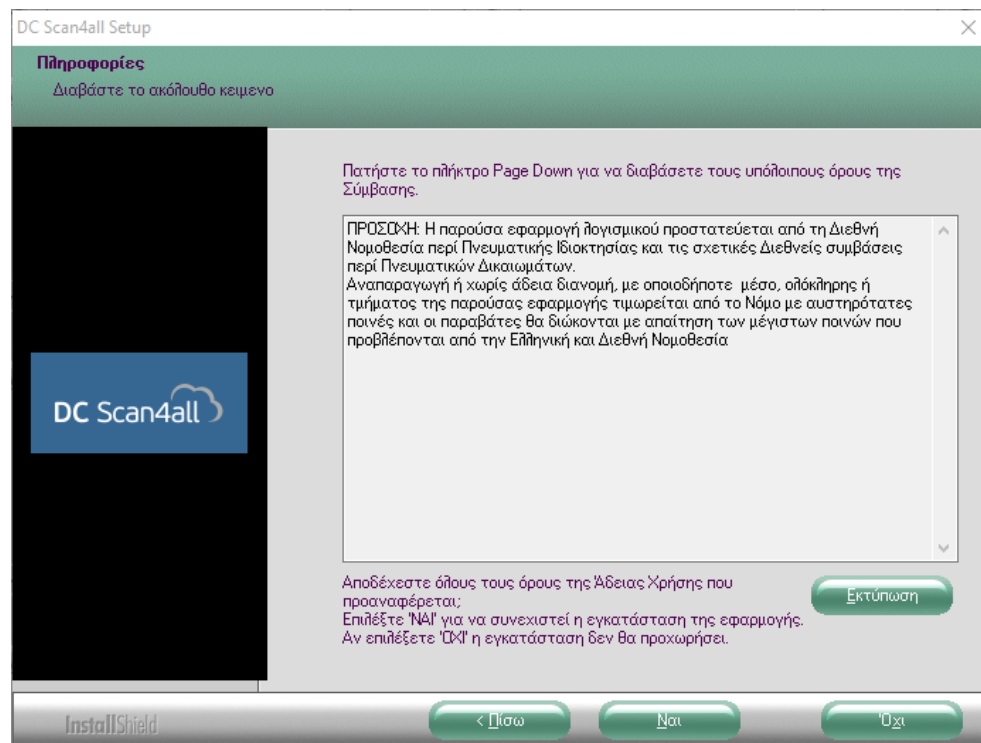 DC Scan4all Setup
Πληροφορίες
Διαβάστε το ακόλουθο κειμενο
Πατήστε το πλήκτρο Page Down για να διαβάσετε τους υπόλοιπους όρους της
Σύμβασης.
ΠΡΟΣΟΧΗ: Η παρούσα εφαρμογή λογισμικού προστατεύεται από τη Διεθνή
Νομοθεσία περί Πνευματικής Ιδιοκτησίας και τις σχετικές Διεθνείς συμβάσεις
περί Πνευματικών Δικαιωμάτων.
Αναπαραγωγή ή χωρίς άδεια διανομή, με οποιοδήποτε μέσο, ολόκληρης ή
τμήματος της παρούσας εφαρμογής τιμωρείται από το Νόμο με αυστηρότατες
ποινές και οι παραβάτες θα διώκονται με απαίτηση των μέγιστων ποινών που
προβλέπονται από την Ελληνική και Διεθνή Νομοθεσία
DC Scan4all
Αποδέχεστε όλους τους όρους της Άδειας Χρήσης που
προαναφέρεται;
Επιλέξτε 'ΝΑΙ' για να συνεχιστεί η εγκατάσταση της εφαρμογής.
Αν επιλέξετε 'ΟΧΙ' η εγκατάσταση δεν θα προχωρήσει.
Εκτύπωση
InstallShield
< Πίσω
Ναι
Όχι